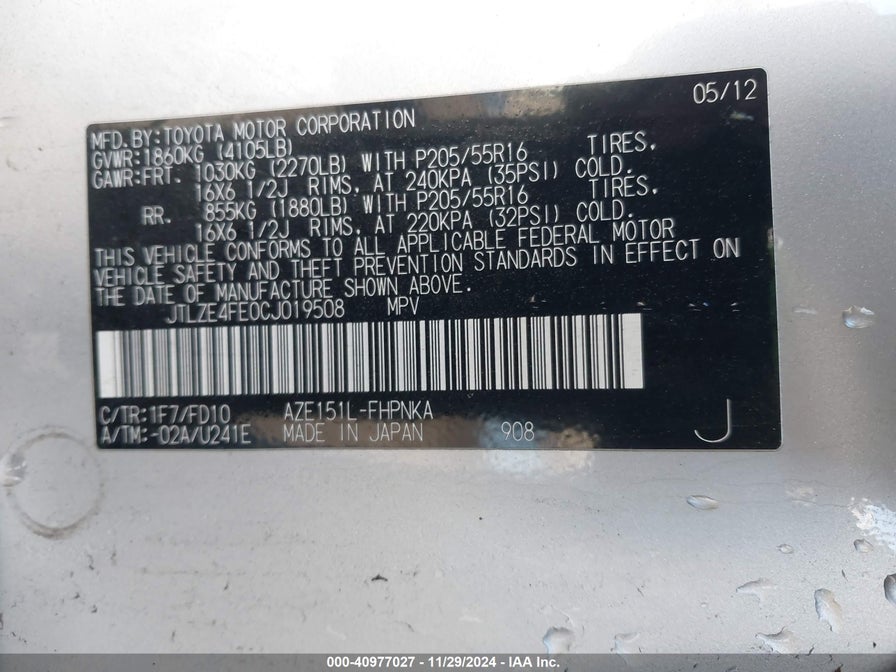 05/12
MFD.BY:TOYOTA MOTOR CORPORATION
GVWR:1860KG (4105LB)
GAWR:FRT. 1030KG (2270LB) WITH P205/55R16 TIRES,
16X6 1/2J RIMS, AT 240KPA (35PSI) COLD.
RR. 855KG (1880LB) WITH P205/55R16 TIRES,
16X6 1/2J RIMS, AT 220KPA (32PSI) COLD.
THIS VEHICLE CONFORMS TO ALL APPLICABLE FEDERAL MOTOR
VEHICLE SAFETY AND THEFT PREVENTION STANDARDS IN EFFECT ON
THE DATE OF MANUFACTURE SHOWN ABOVE.
JTLZE4FE0CJ019508 MPV
C/TR:1F7/FD10 AZE151L-FHPNKA
A/TM:-02A/U241E MADE IN JAPAN 908 J
000-40977027 - 11/29/2024 - IAA Inc.